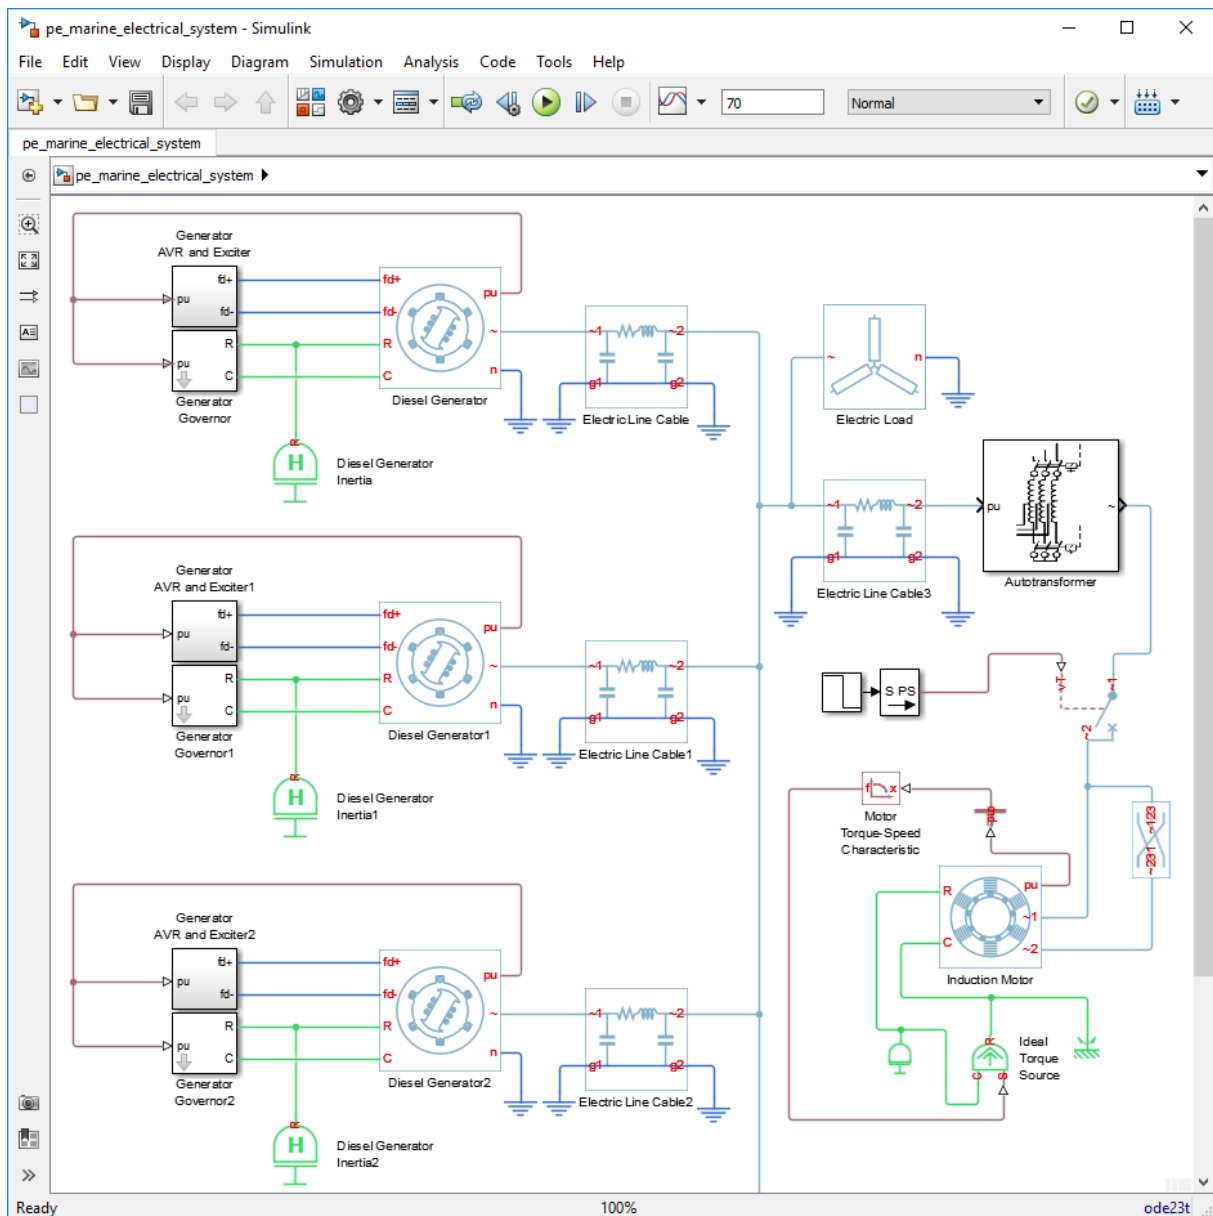 pe_marine_electrical_system - Simulink
File Edit View Display Diagram Simulation Analysis Code Tools Help
70 Normal
pe_marine_electrical_system
pe_marine_electrical_system
Generator
AVR and Exciter
pu fd+
fd-
pu R
C
Generator
Governor
fd+ pu
fd-
R ~
C n
Diesel Generator
H R
Diesel Generator
Inertia
~1 ~2
g1 g2
Electric Line Cable
~ n
Electric Load
~1 ~2
g1 g2
Electric Line Cable3
pu ~
Autotransformer
Generator
AVR and Exciter1
pu fd+
fd-
pu R
C
Generator
Governor1
fd+ pu
fd-
R ~
C n
Diesel Generator1
H R
Diesel Generator
Inertia1
~1 ~2
g1 g2
Electric Line Cable1
S PS
vT ~1
~2
f x
Motor
Torque-Speed
Characteristic
pu
~123
~231
R pu
~1
C ~2
Induction Motor
R
C S
Ideal
Torque
Source
Generator
AVR and Exciter2
pu fd+
fd-
pu R
C
Generator
Governor2
fd+ pu
fd-
R ~
C n
Diesel Generator2
H R
Diesel Generator
Inertia2
~1 ~2
g1 g2
Electric Line Cable2
Ready 100% ode23t